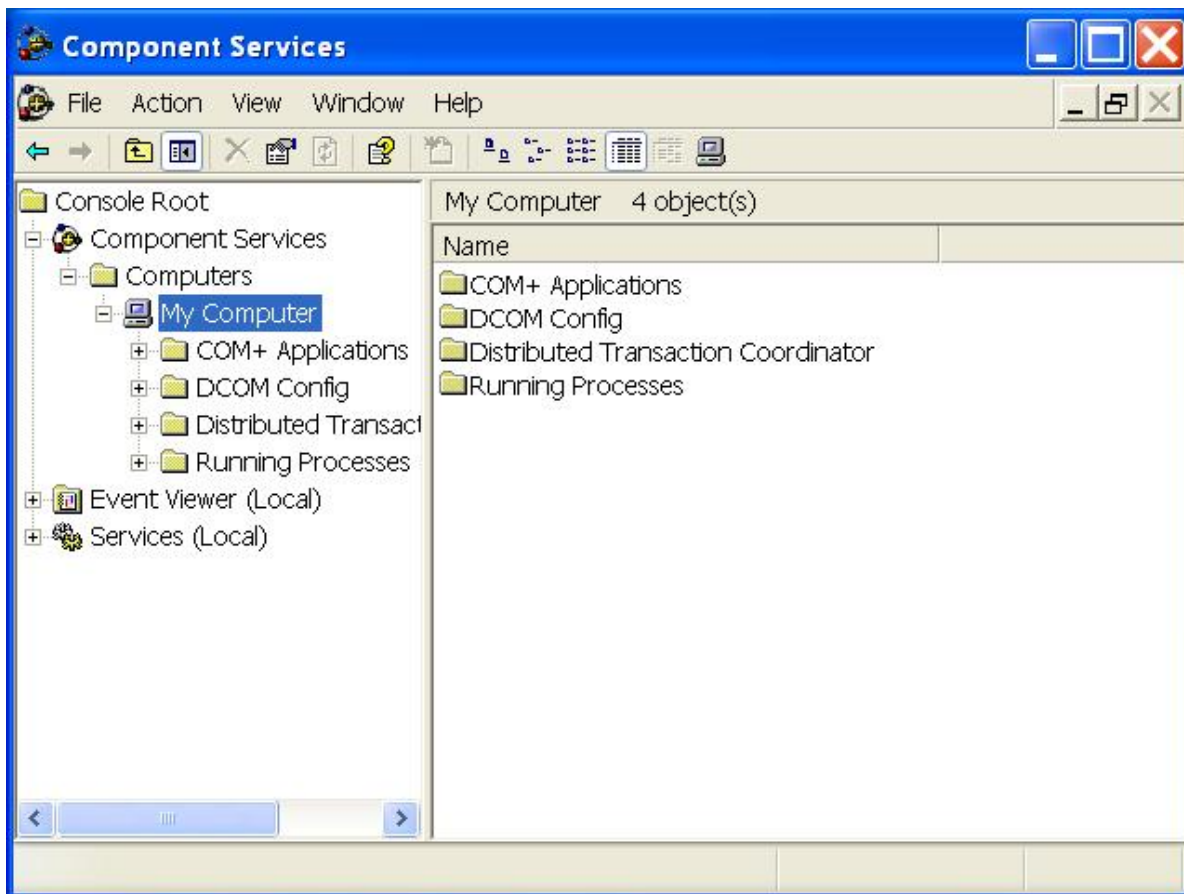 Component Services
File Action View Window Help
Console Root
Component Services
Computers
My Computer
COM+ Applications
DCOM Config
Distributed Transact
Running Processes
Event Viewer (Local)
Services (Local)
My Computer 4 object(s)
Name
COM+ Applications
DCOM Config
Distributed Transaction Coordinator
Running Processes